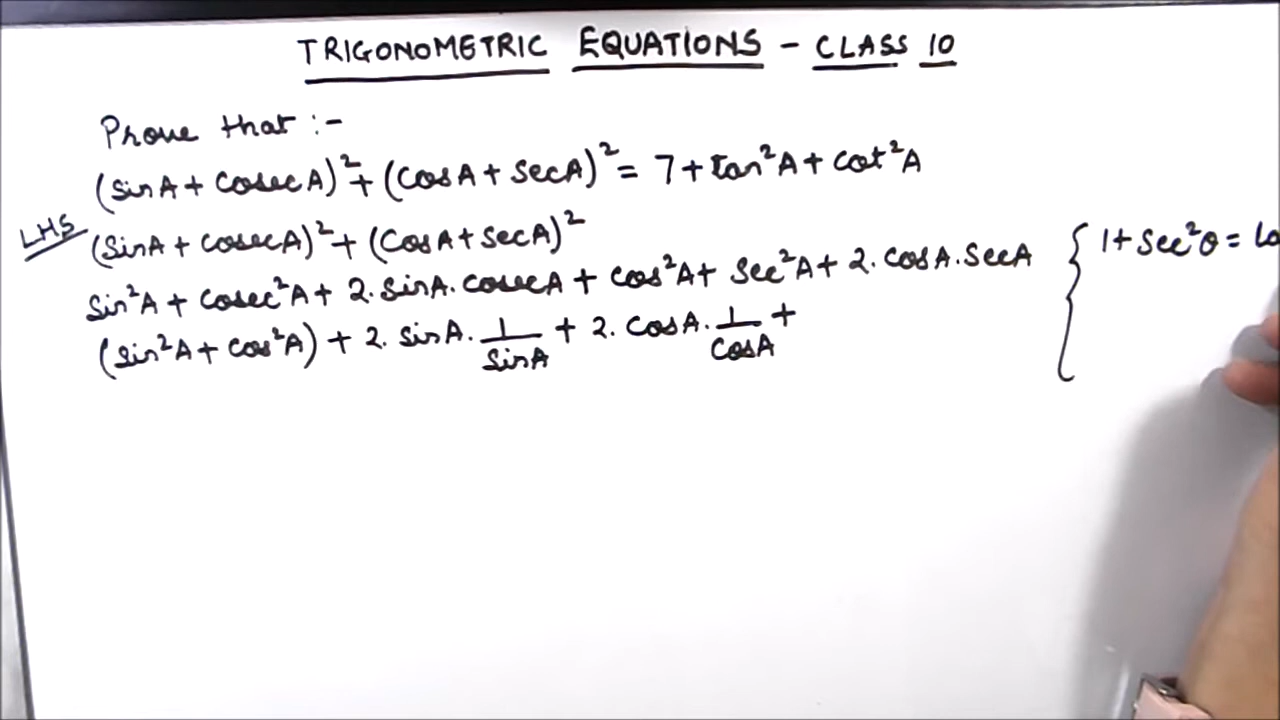 TRIGONOMETRIC EQUATIONS - CLASS 10
Prove that :-
(sinA + cosecA)² + (cosA + secA)² = 7 + tan²A + cot²A
LHS
(sinA + cosecA)² + (cosA + secA)²
sin²A + cosec²A + 2. sinA. cosecA + cos²A + sec²A + 2. cosA. secA
{ 1 + sec²θ =
(sin²A + cos²A) + 2. sinA. 1/sinA + 2. cosA. 1/cosA +